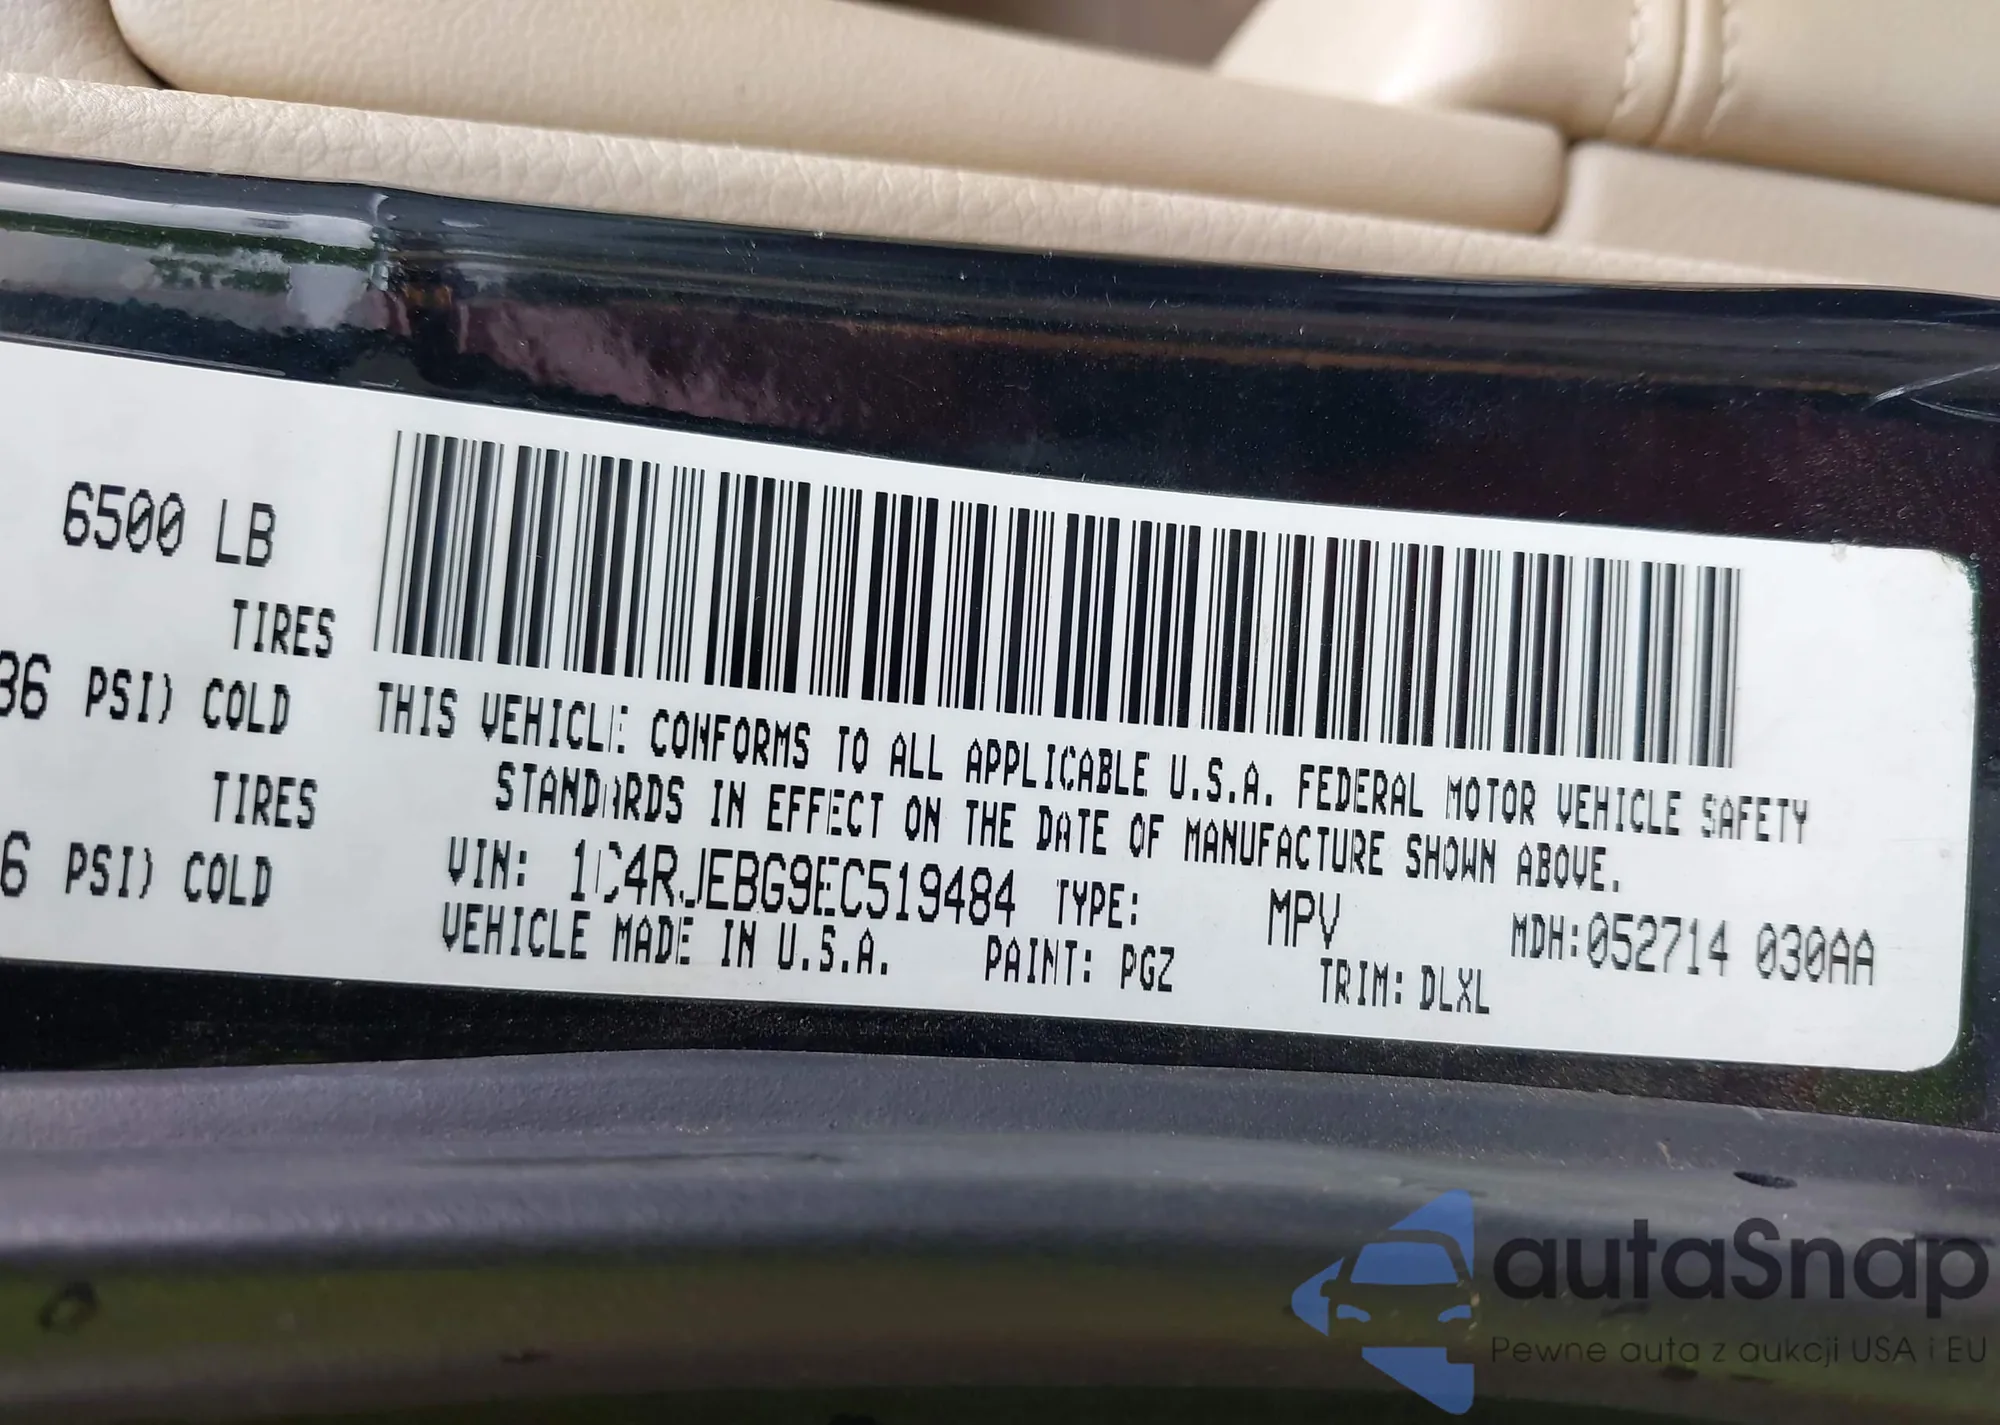 6500 LB
TIRES
36 PSI) COLD
TIRES
6 PSI) COLD
THIS VEHICLE CONFORMS TO ALL APPLICABLE U.S.A. FEDERAL MOTOR VEHICLE SAFETY
STANDARDS IN EFFECT ON THE DATE OF MANUFACTURE SHOWN ABOVE.
VIN: 1C4RJEBG9EC519484 TYPE: MPV MDH:052714 030AA
VEHICLE MADE IN U.S.A. PAINT: PGZ TRIM: DLXL
autaSnap
Pewne auta z aukcji USA i EU